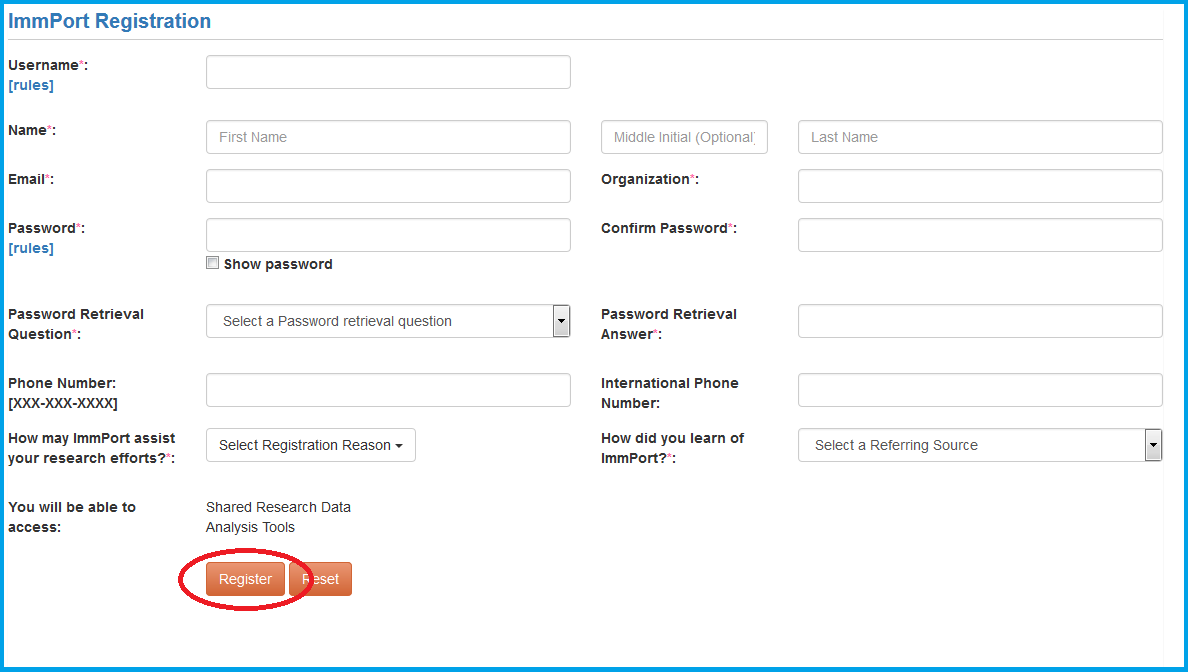 ImmPort Registration
Username*:
[rules]
Name*:
First Name
Middle Initial (Optional)
Last Name
Email*:
Organization*:
Password*:
[rules]
Confirm Password*:
Show password
Password Retrieval
Question*:
Select a Password retrieval question
Password Retrieval
Answer*:
Phone Number:
[XXX-XXX-XXXX]
International Phone
Number:
How may ImmPort assist
your research efforts?*:
Select Registration Reason
How did you learn of
ImmPort?*:
Select a Referring Source
You will be able to
access:
Shared Research Data
Analysis Tools
Register
Reset